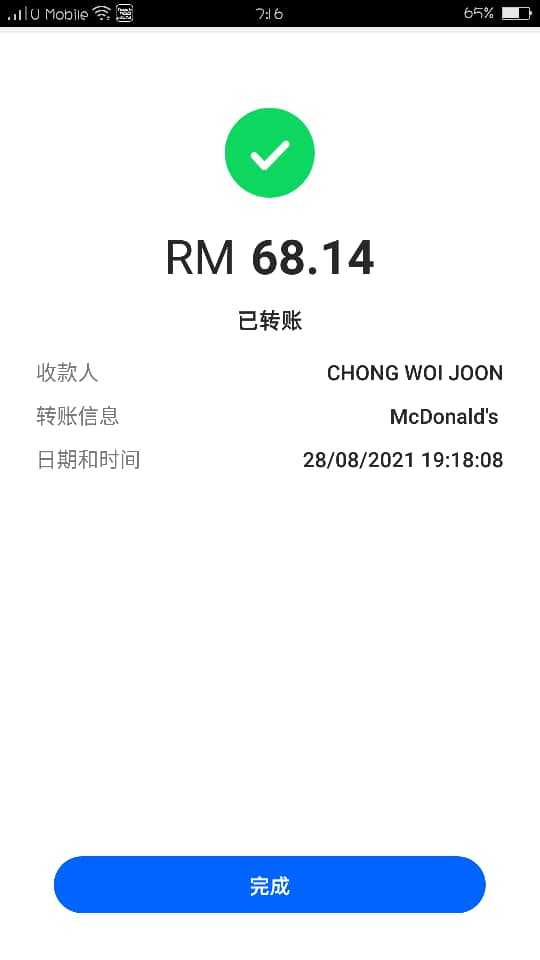 U Mobile 7:16 65%
RM 68.14
已转账
收款人 CHONG WOI JOON
转账信息 McDonald's
日期和时间 28/08/2021 19:18:08
完成